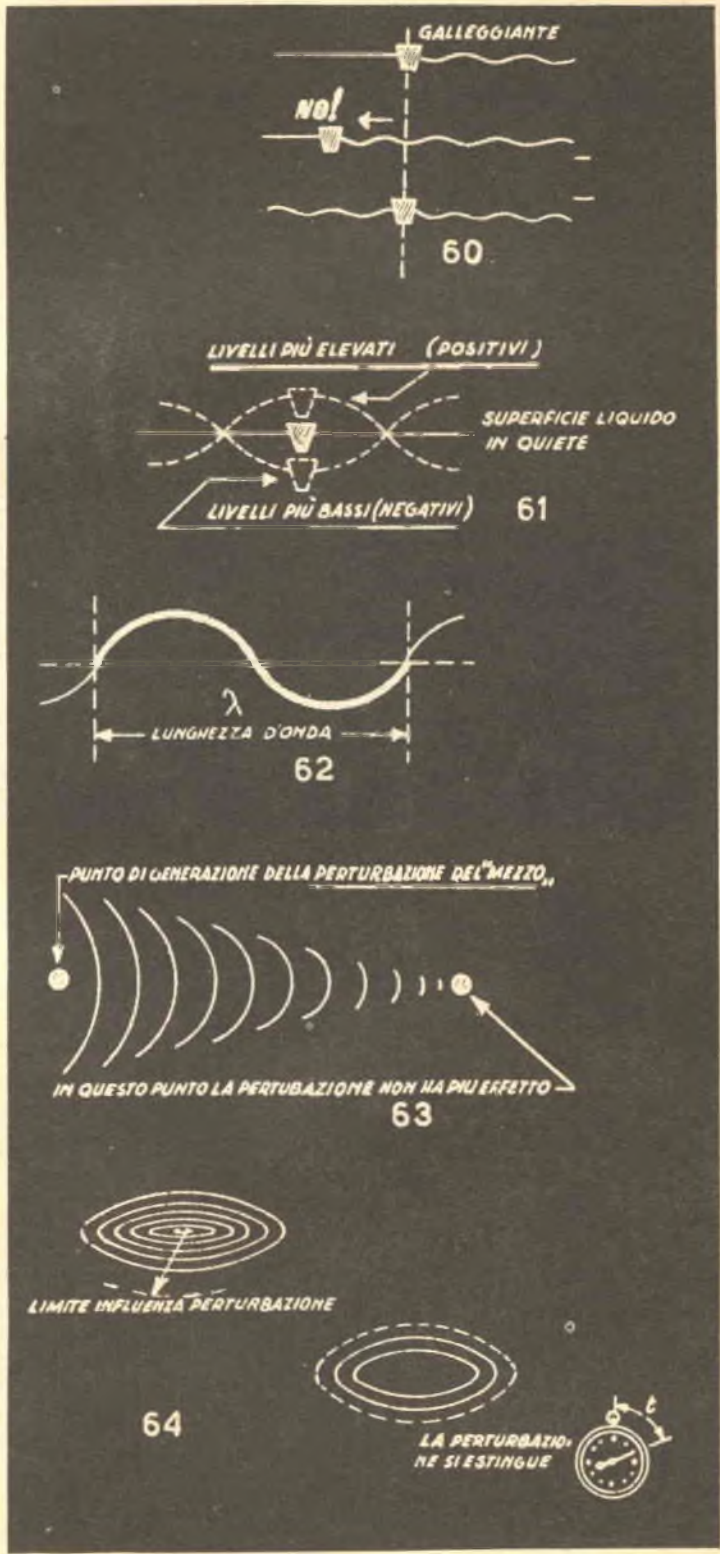 GALLEGGIANTE
NO!
60
LIVELLI PIÙ ELEVATI (POSITIVI)
SUPERFICIE LIQUIDO
IN QUIETE
LIVELLI PIÙ BASSI (NEGATIVI)
61
λ
LUNGHEZZA D'ONDA
62
PUNTO DI GENERAZIONE DELLA PERTURBAZIONE DEL "MEZZO„
IN QUESTO PUNTO LA PERTUBAZIONE NON HA PIÙ EFFETTO
63
LIMITE INFLUENZA PERTURBAZIONE
64
t
LA PERTURBAZIO
NE SI ESTINGUE